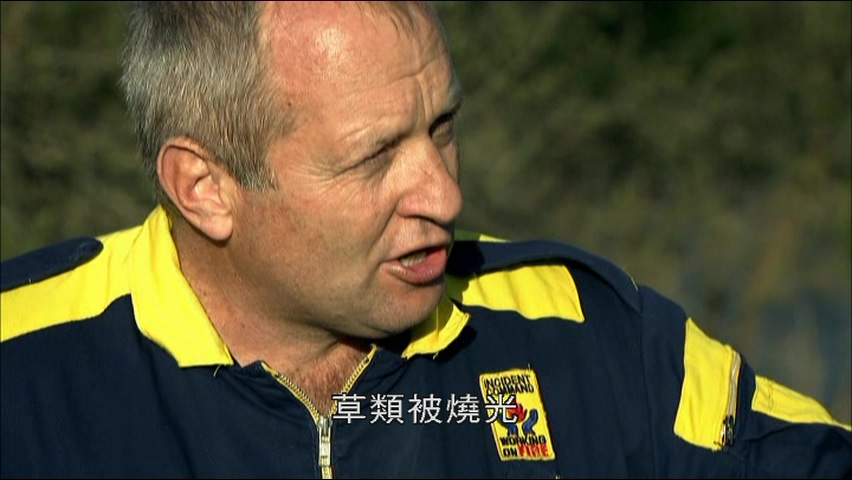 INCIDENT
COMMAND
WORKING
ON FIRE
草類被燒光